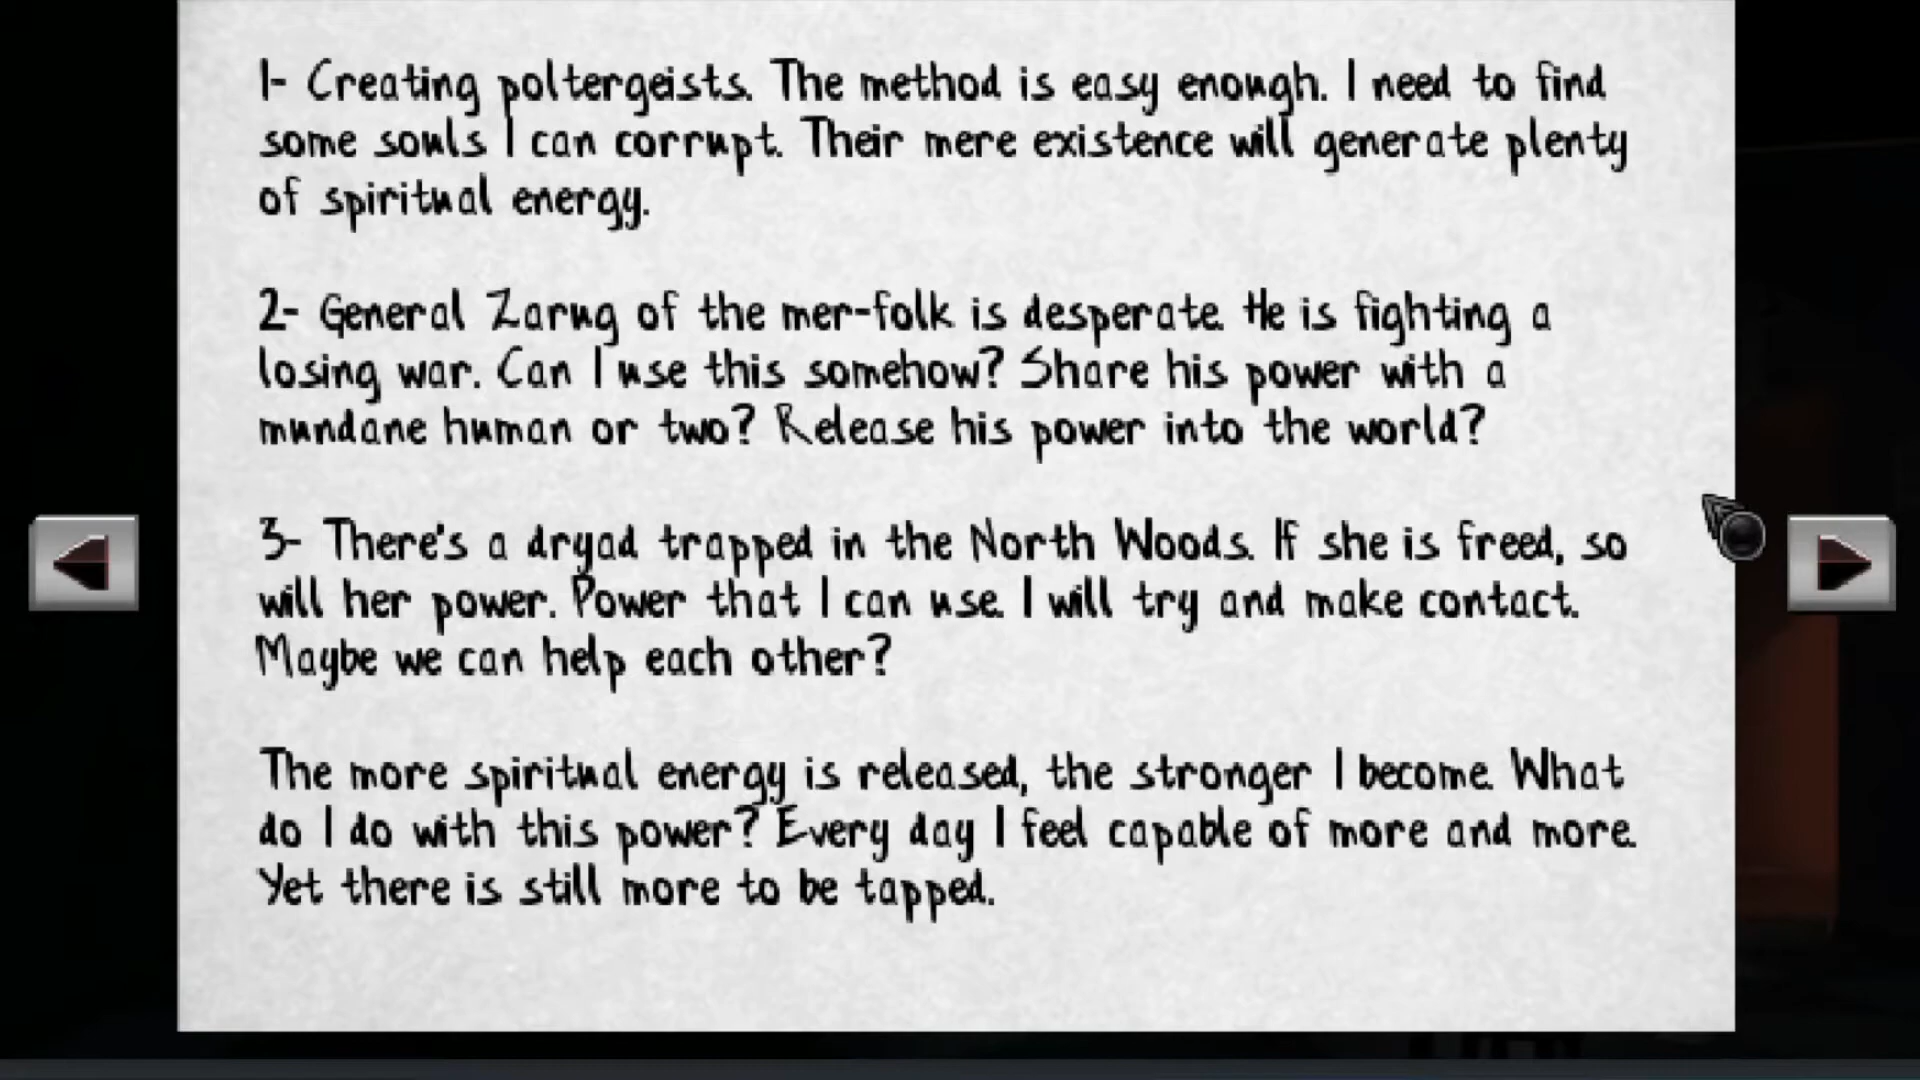 1- Creating poltergeists. The method is easy enough. I need to find
some souls I can corrupt. Their mere existence will generate plenty
of spiritual energy.
2- General Zarug of the mer-folk is desperate. He is fighting a
losing war. Can I use this somehow? Share his power with a
mundane human or two? Release his power into the world?
3- There's a dryad trapped in the North Woods. If she is freed, so
will her power. Power that I can use. I will try and make contact.
Maybe we can help each other?
The more spiritual energy is released, the stronger I become. What
do I do with this power? Every day I feel capable of more and more.
Yet there is still more to be tapped.